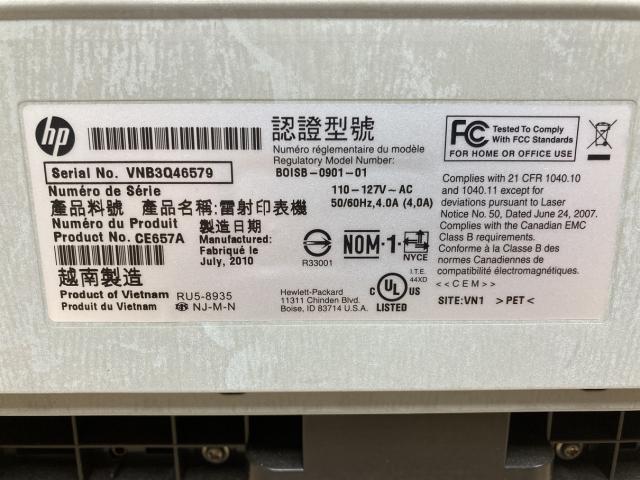 hp
認證型號
Numéro réglementaire du modèle
Regulatory Model Number:
BOISB-0901-01
FC Tested To Comply
With FCC Standards
FOR HOME OR OFFICE USE
Serial No. VNB3Q46579
Numéro de Série
產品料號 產品名稱:雷射印表機
Numéro du Produit 製造日期
Product No. CE657A Manufactured:
Fabriqué le
July, 2010
110-127V~AC
50/60Hz,4.0A (4,0A)
Complies with 21 CFR 1040.10
and 1040.11 except for
deviations pursuant to Laser
Notice No. 50, Dated June 24, 2007.
Complies with the Canadian EMC
Class B requirements.
Conforme à la Classe B des
normes Canadiennes de
compatibilité électromagnétiques.
<<CEM>>
R33001
NOM-1-
NYCE
越南製造
Product of Vietnam RU5-8935
Produit du Vietnam NJ-M-N
Hewlett-Packard
11311 Chinden Blvd.
Boise, ID 83714 U.S.A.
I.T.E.
44XD
C UL US
LISTED
SITE:VN1 >PET<